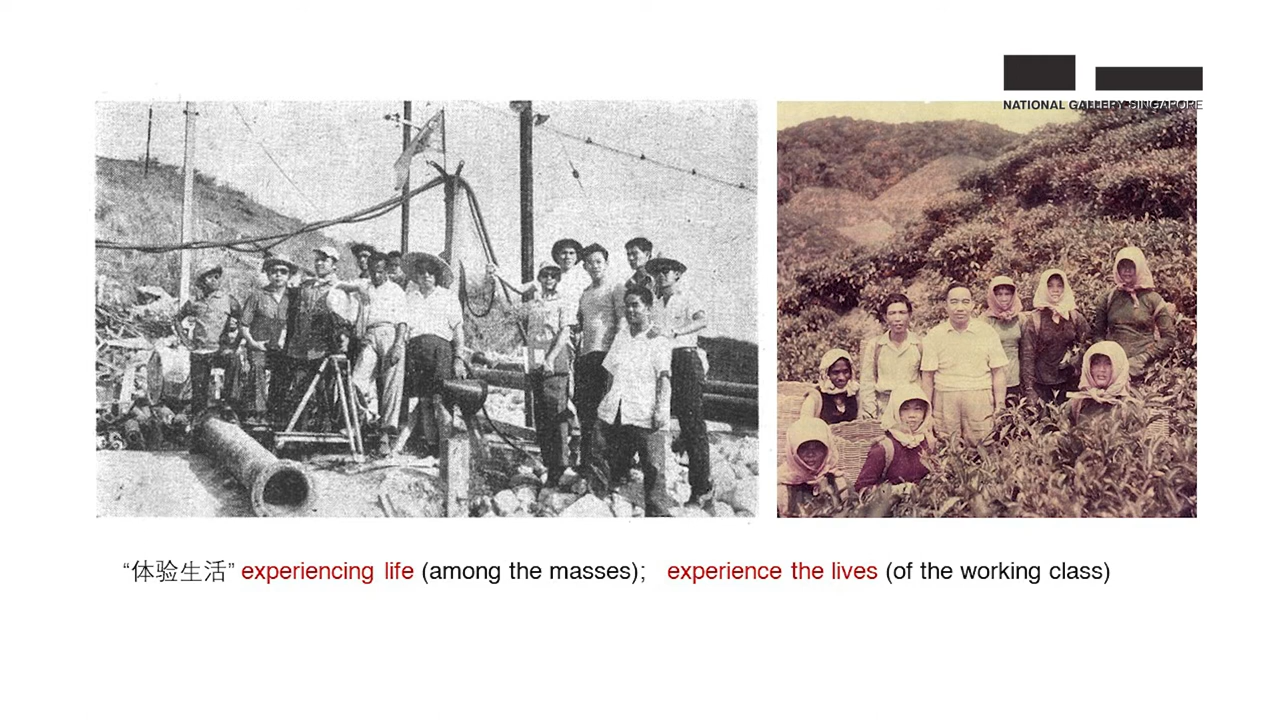 NATIONAL GALLERY SINGAPORE
“体验生活” experiencing life (among the masses); experience the lives (of the working class)